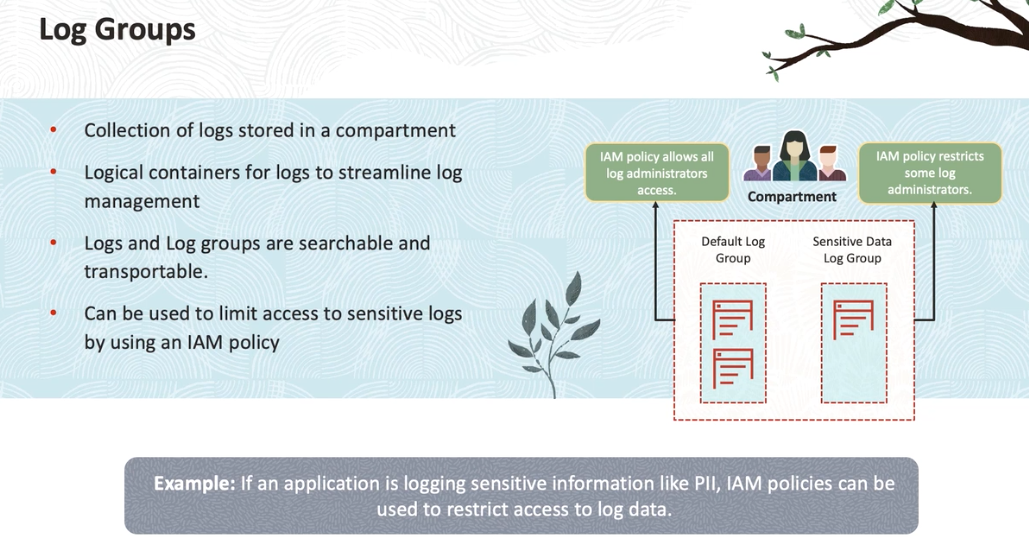 Log Groups
• Collection of logs stored in a compartment
• Logical containers for logs to streamline log
management
• Logs and Log groups are searchable and
transportable.
• Can be used to limit access to sensitive logs
by using an IAM policy
IAM policy allows all
log administrators
access.
Compartment
IAM policy restricts
some log
administrators.
Default Log
Group
Sensitive Data
Log Group
Example: If an application is logging sensitive information like PII, IAM policies can be
used to restrict access to log data.